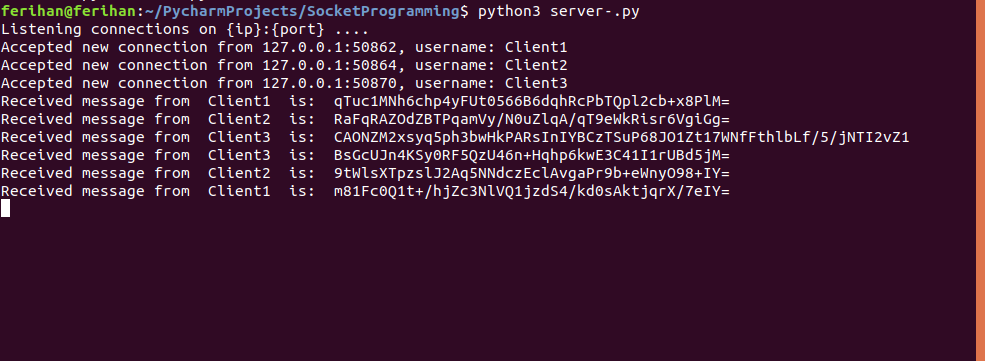 ferihan@ferihan:~/PycharmProjects/SocketProgramming$ python3 server-.py
Listening connections on {ip}:{port} ....
Accepted new connection from 127.0.0.1:50862, username: Client1
Accepted new connection from 127.0.0.1:50864, username: Client2
Accepted new connection from 127.0.0.1:50870, username: Client3
Received message from  Client1  is:  qTuc1MNh6chp4yFUt0566B6dqhRcPbTQpl2cb+x8PlM=
Received message from  Client2  is:  RaFqRAZOdZBTPqamVy/N0uZlqA/qT9eWkRisr6VgiGg=
Received message from  Client3  is:  CAONZM2xsyq5ph3bwHkPARsInIYBCzTSuP68JO1Zt17WNfFthlbLf/5/jNTI2vZ1
Received message from  Client3  is:  BsGcUJn4KSy0RF5QzU46n+Hqhp6kwE3C41I1rUBd5jM=
Received message from  Client2  is:  9tWlsXTpzslJ2Aq5NNdczEclAvgaPr9b+eWnyO98+IY=
Received message from  Client1  is:  m81Fc0Q1t+/hjZc3NlVQ1jzdS4/kd0sAktjqrX/7eIY=